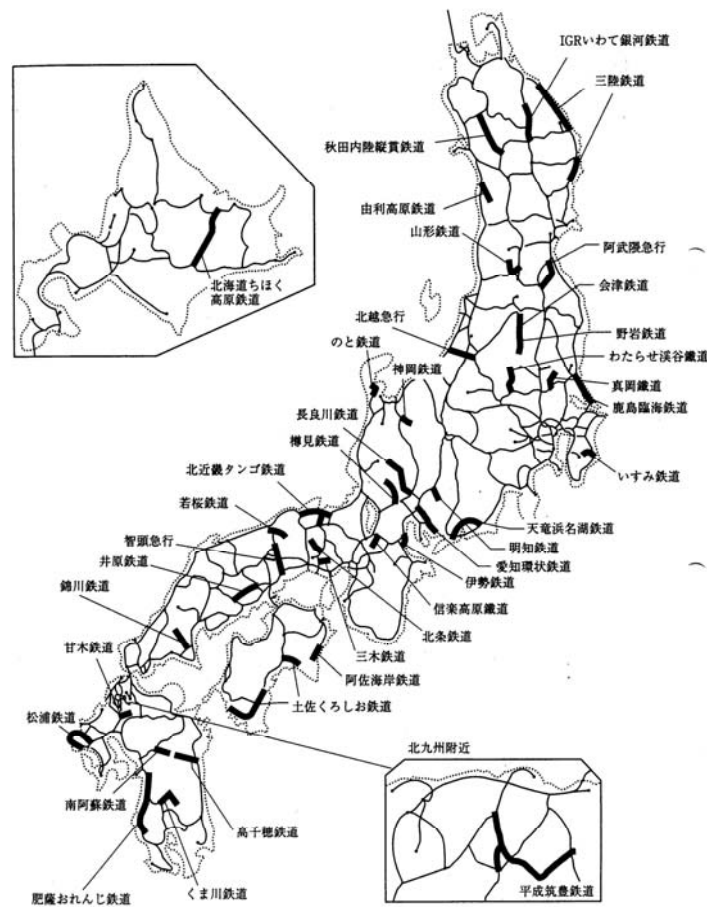 IGRいわて銀河鉄道
三陸鉄道
秋田内陸縦貫鉄道
由利高原鉄道
山形鉄道
阿武隈急行
会津鉄道
北海道ちほく
高原鉄道
北越急行
野岩鉄道
のと鉄道
わたらせ渓谷鐵道
神岡鉄道
真岡鐵道
鹿島臨海鉄道
長良川鉄道
樽見鉄道
いすみ鉄道
北近畿タンゴ鉄道
若桜鉄道
天竜浜名湖鉄道
智頭急行
明知鉄道
井原鉄道
愛知環状鉄道
伊勢鉄道
錦川鉄道
信楽高原鐵道
北条鉄道
甘木鉄道
三木鉄道
阿佐海岸鉄道
土佐くろしお鉄道
松浦鉄道
北九州附近
南阿蘇鉄道
高千穂鉄道
くま川鉄道
肥薩おれんじ鉄道
平成筑豊鉄道